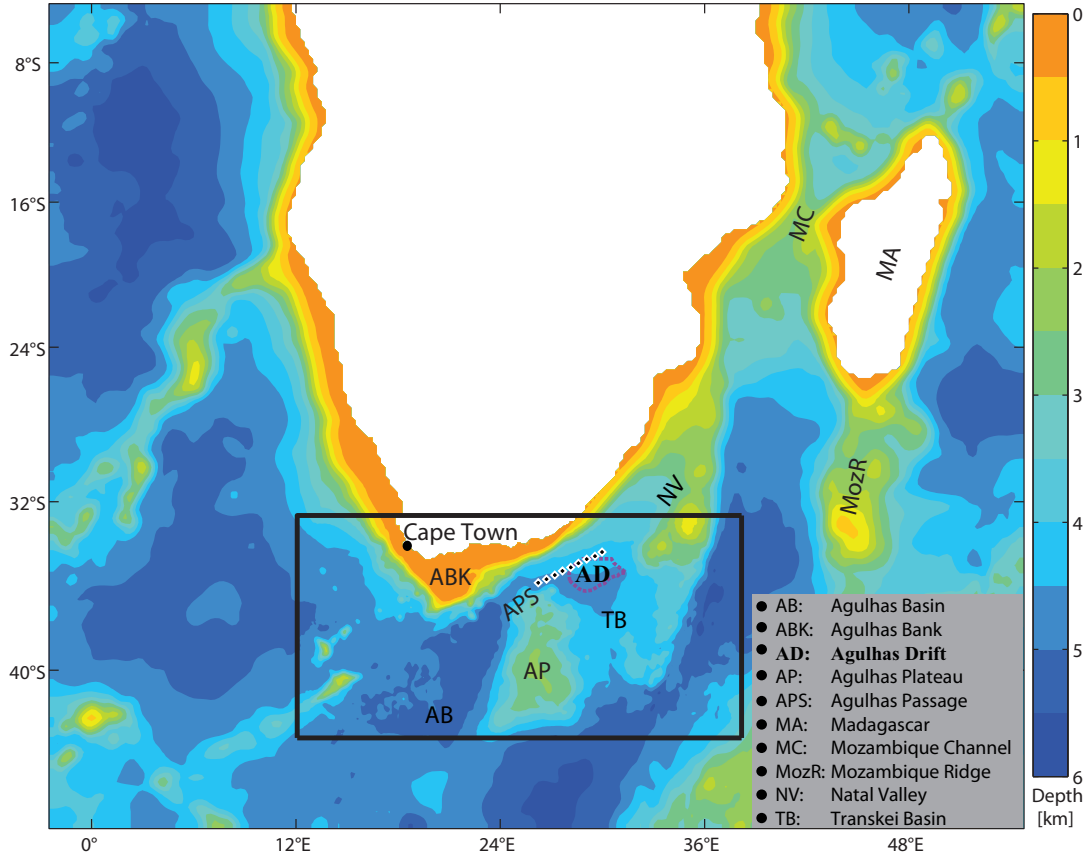 8°S
16°S
24°S
32°S
40°S
0°
12°E
24°E
36°E
48°E
MC
MA
MozR
NV
Cape Town
ABK
APS
AD
TB
AP
AB
● AB: Agulhas Basin
● ABK: Agulhas Bank
● AD: Agulhas Drift
● AP: Agulhas Plateau
● APS: Agulhas Passage
● MA: Madagascar
● MC: Mozambique Channel
● MozR: Mozambique Ridge
● NV: Natal Valley
● TB: Transkei Basin
0
1
2
3
4
5
6
Depth
[km]